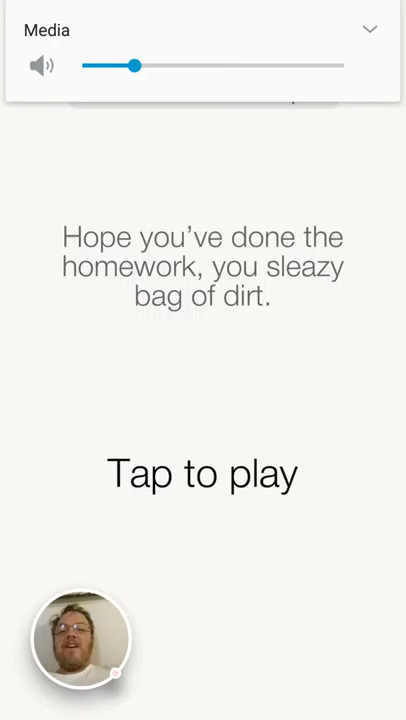 Media
Hope you’ve done the
homework, you sleazy
bag of dirt.
Tap to play